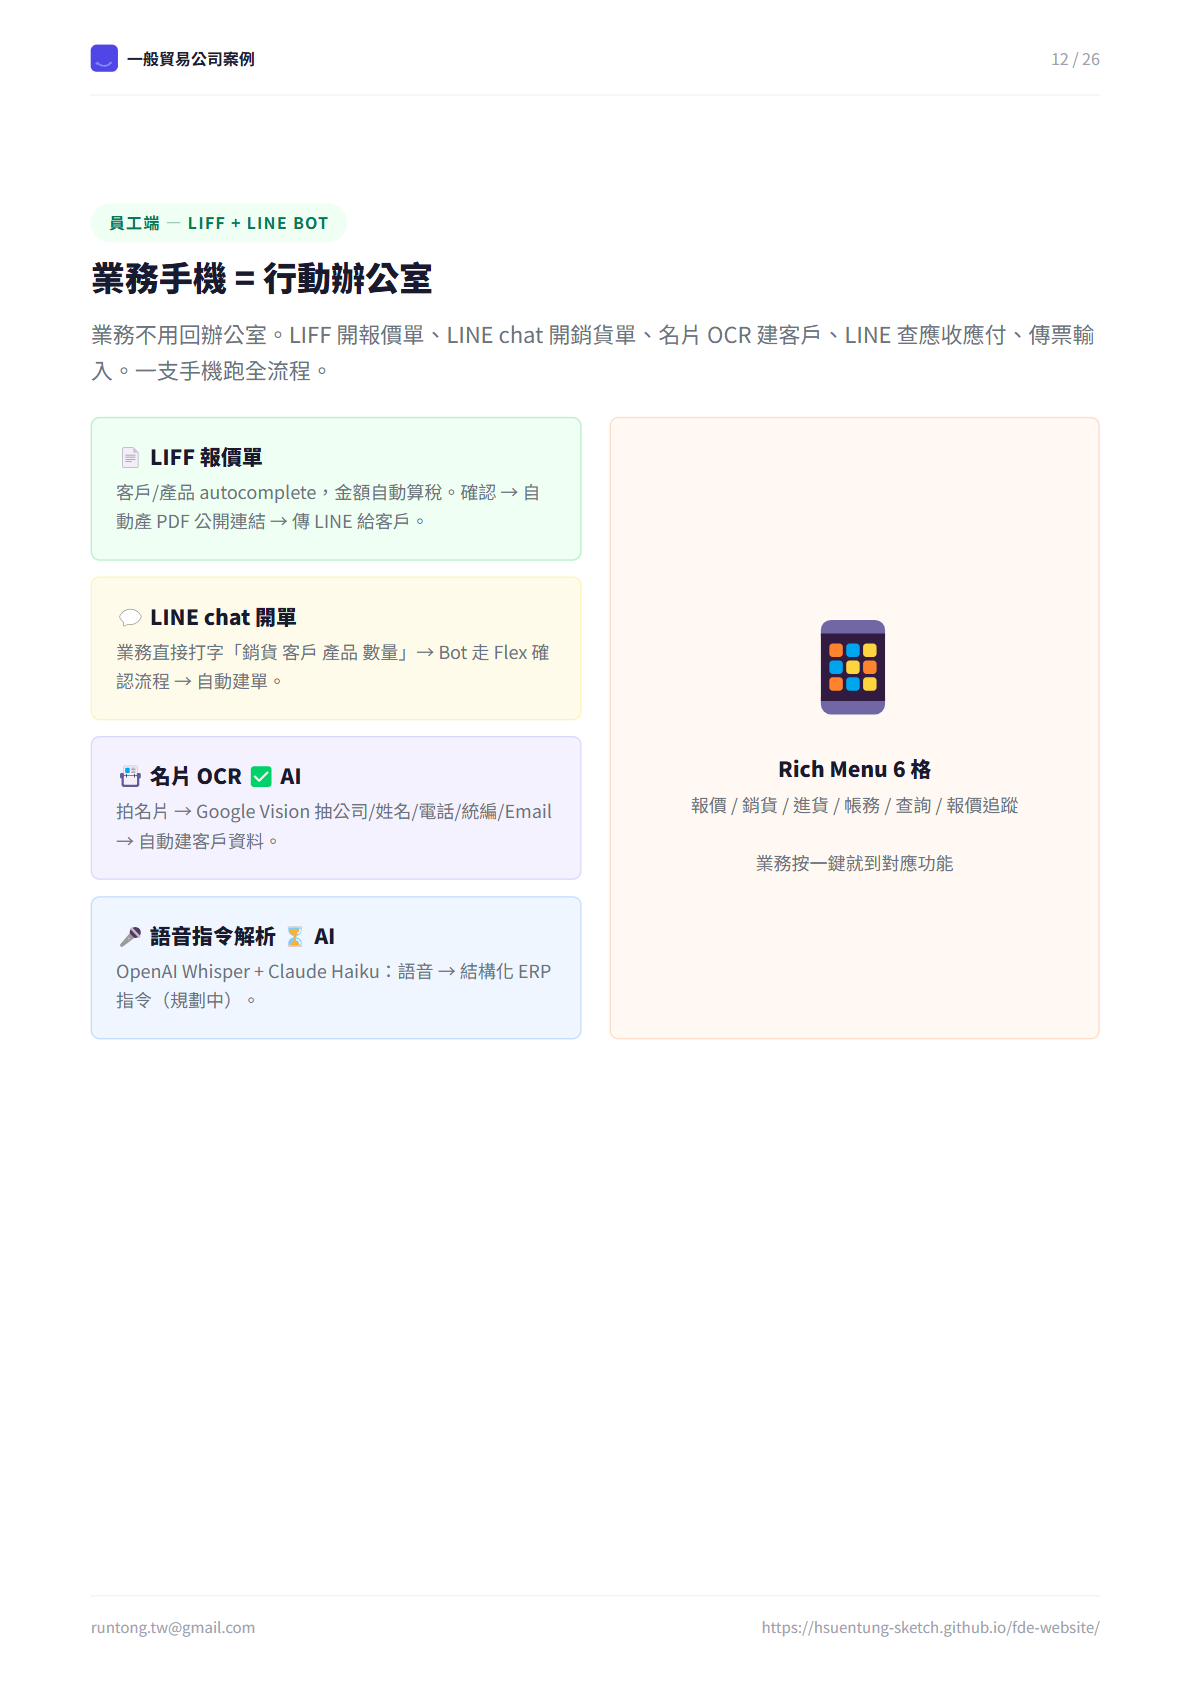 一般貿易公司案例
12 / 26
員工端 — LIFF + LINE BOT
業務手機 = 行動辦公室
業務不用回辦公室。LIFF 開報價單、LINE chat 開銷貨單、名片 OCR 建客戶、LINE 查應收應付、傳票輸
入。一支手機跑全流程。
📄 LIFF 報價單
客戶/產品 autocomplete，金額自動算稅。確認 → 自
動產 PDF 公開連結 → 傳 LINE 給客戶。
💬 LINE chat 開單
業務直接打字「銷貨 客戶 產品 數量」→ Bot 走 Flex 確
認流程 → 自動建單。
📇 名片 OCR ✅ AI
拍名片 → Google Vision 抽公司/姓名/電話/統編/Email
→ 自動建客戶資料。
🎤 語音指令解析 ⏳ AI
OpenAI Whisper + Claude Haiku：語音 → 結構化 ERP
指令（規劃中）。
Rich Menu 6 格
報價 / 銷貨 / 進貨 / 帳務 / 查詢 / 報價追蹤
業務按一鍵就到對應功能
runtong.tw@gmail.com
https://hsuentung-sketch.github.io/fde-website/